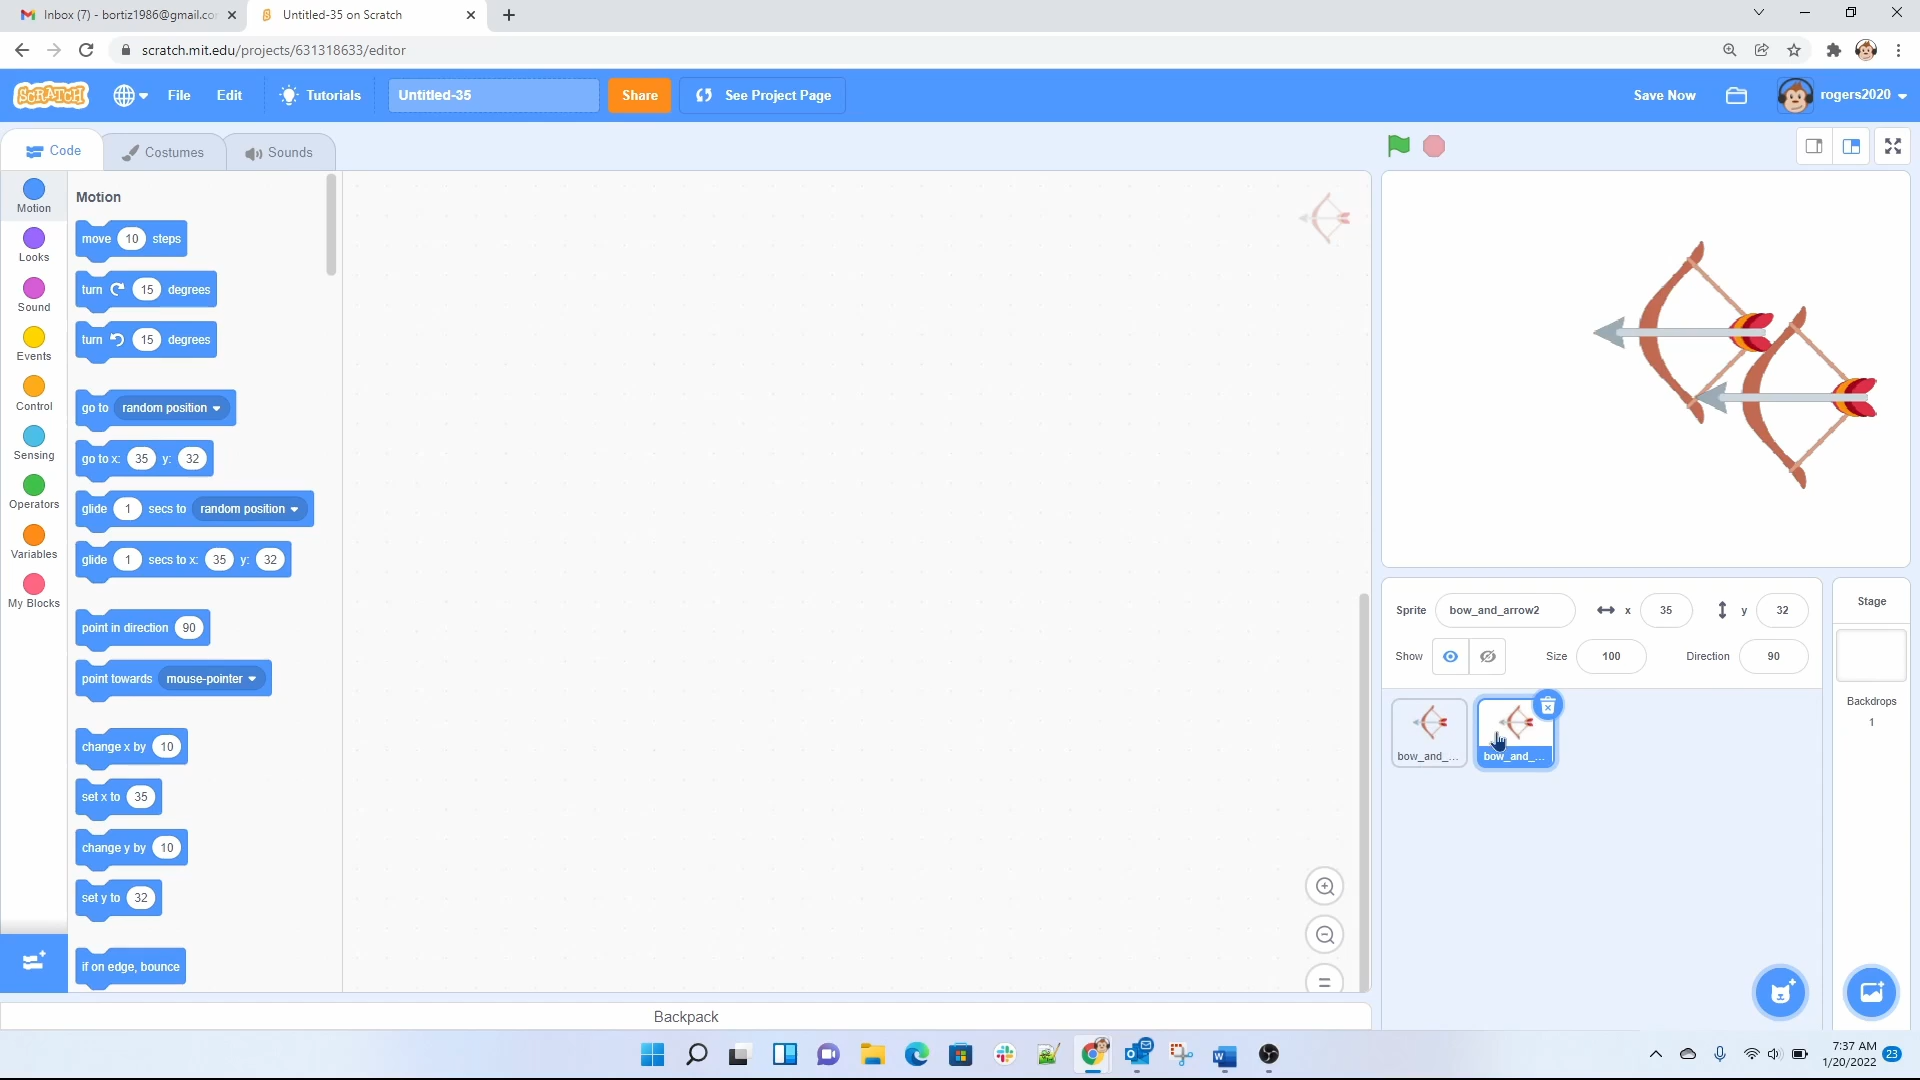 Inbox (7) - bortiz1986@gmail.co
Untitled-35 on Scratch
scratch.mit.edu/projects/631318633/editor
SCRATCH
File
Edit
Tutorials
Untitled-35
Share
See Project Page
Save Now
rogers2020
Code
Costumes
Sounds
Motion
Looks
Sound
Events
Control
Sensing
Operators
Variables
My Blocks
Motion
move 10 steps
turn 15 degrees
turn 15 degrees
go to random position
go to x: 35 y: 32
glide 1 secs to random position
glide 1 secs to x: 35 y: 32
point in direction 90
point towards mouse-pointer
change x by 10
set x to 35
change y by 10
set y to 32
if on edge, bounce
Backpack
Sprite bow_and_arrow2 x 35 y 32
Show Size 100 Direction 90
bow_and_...
bow_and_...
Stage
Backdrops
1
7:37 AM
1/20/2022
23